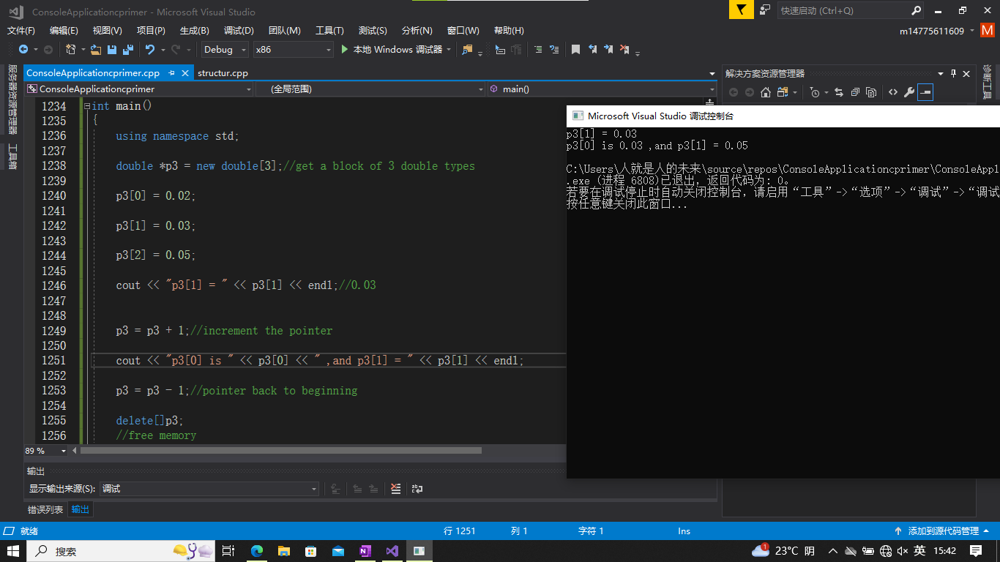 ConsoleApplicationcprimer - Microsoft Visual Studio
快速启动 (Ctrl+Q)
文件(F) 编辑(E) 视图(V) 项目(P) 生成(B) 调试(D) 团队(M) 工具(T) 测试(S) 分析(N) 窗口(W) 帮助(H)
m14775611609 M
Debug x86 本地 Windows 调试器
服务器资源管理器
工具箱
ConsoleApplicationcprimer.cpp structur.cpp
ConsoleApplicationcprimer (全局范围) main()
1234 int main()
1235 {
1236 using namespace std;
1237
1238 double *p3 = new double[3];//get a block of 3 double types
1239
1240 p3[0] = 0.02;
1241
1242 p3[1] = 0.03;
1243
1244 p3[2] = 0.05;
1245
1246 cout << "p3[1] = " << p3[1] << endl;//0.03
1247
1248
1249 p3 = p3 + 1;//increment the pointer
1250
1251 cout << "p3[0] is " << p3[0] << " ,and p3[1] = " << p3[1] << endl;
1252
1253 p3 = p3 - 1;//pointer back to beginning
1254
1255 delete[]p3;
1256 //free memory
89 %
解决方案资源管理器
诊断工具
Microsoft Visual Studio 调试控制台
p3[1] = 0.03
p3[0] is 0.03 ,and p3[1] = 0.05
C:\Users\人就是人的未来\source\repos\ConsoleApplicationcprimer\ConsoleAppl
.exe (进程 6808)已退出，返回代码为: 0。
若要在调试停止时自动关闭控制台，请启用“工具”->“选项”->“调试”->“调试
按任意键关闭此窗口...
输出
显示输出来源(S): 调试
错误列表 输出
就绪 行 1251 列 1 字符 1 Ins 添加到源代码管理
搜索
1 23°C 阴 英 15:42